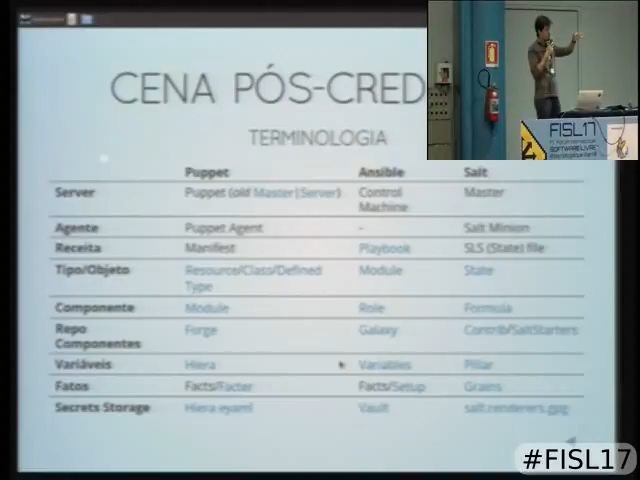 CENA PÓS-CRED
TERMINOLOGIA
Puppet Ansible Salt
Server Puppet (old Master|Server) Control Machine Master
Agente Puppet Agent - Salt Minion
Receita Manifest Playbook SLS (State) file
Tipo/Objeto Resource/Class/Defined Type Module State
Componente Module Role Formula
Repo Componentes Forge Galaxy Contrib/SaltStarters
Variáveis Hiera Variables Pillar
Fatos Facts/Facter Facts/Setup Grains
Secrets Storage Hiera eyaml Vault salt.renderers.gpg
FISL17
SOFTWARE LIVRE
#FISL17